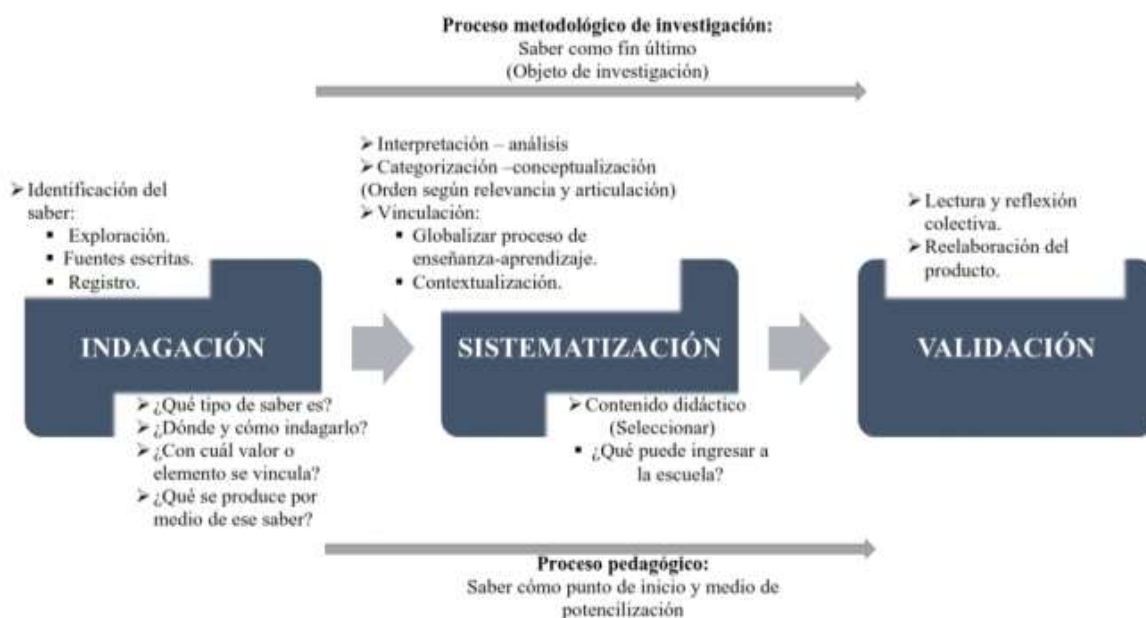 Proceso metodológico de investigación:
Saber como fin último
(Objeto de investigación)
➢ Identificación del
saber:
▪ Exploración.
▪ Fuentes escritas.
▪ Registro.
INDAGACIÓN
➢ ¿Qué tipo de saber es?
➢ ¿Dónde y cómo indagarlo?
➢ ¿Con cuál valor o
elemento se vincula?
➢ ¿Qué se produce por
medio de ese saber?
➢ Interpretación – análisis
➢ Categorización –conceptualización
(Orden según relevancia y articulación)
➢ Vinculación:
▪ Globalizar proceso de
enseñanza-aprendizaje.
▪ Contextualización.
SISTEMATIZACIÓN
➢ Contenido didáctico
(Seleccionar)
▪ ¿Qué puede ingresar a
la escuela?
➢ Lectura y reflexión
colectiva.
➢ Reelaboración del
producto.
VALIDACIÓN
Proceso pedagógico:
Saber cómo punto de inicio y medio de
potencilización